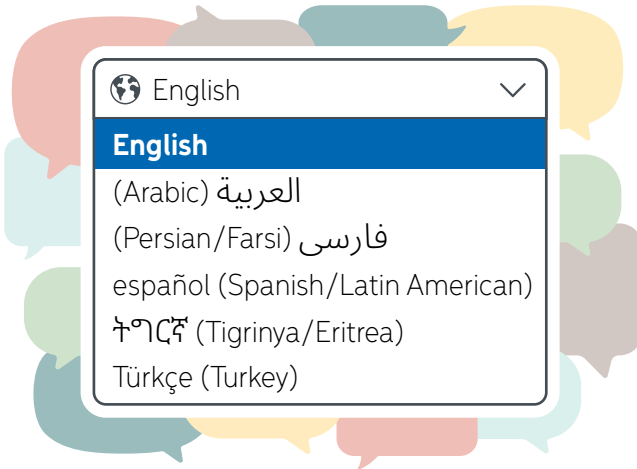 English
English
العربية (Arabic)
فارسی (Persian/Farsi)
español (Spanish/Latin American)
ትግርኛ (Tigrinya/Eritrea)
Türkçe (Turkey)